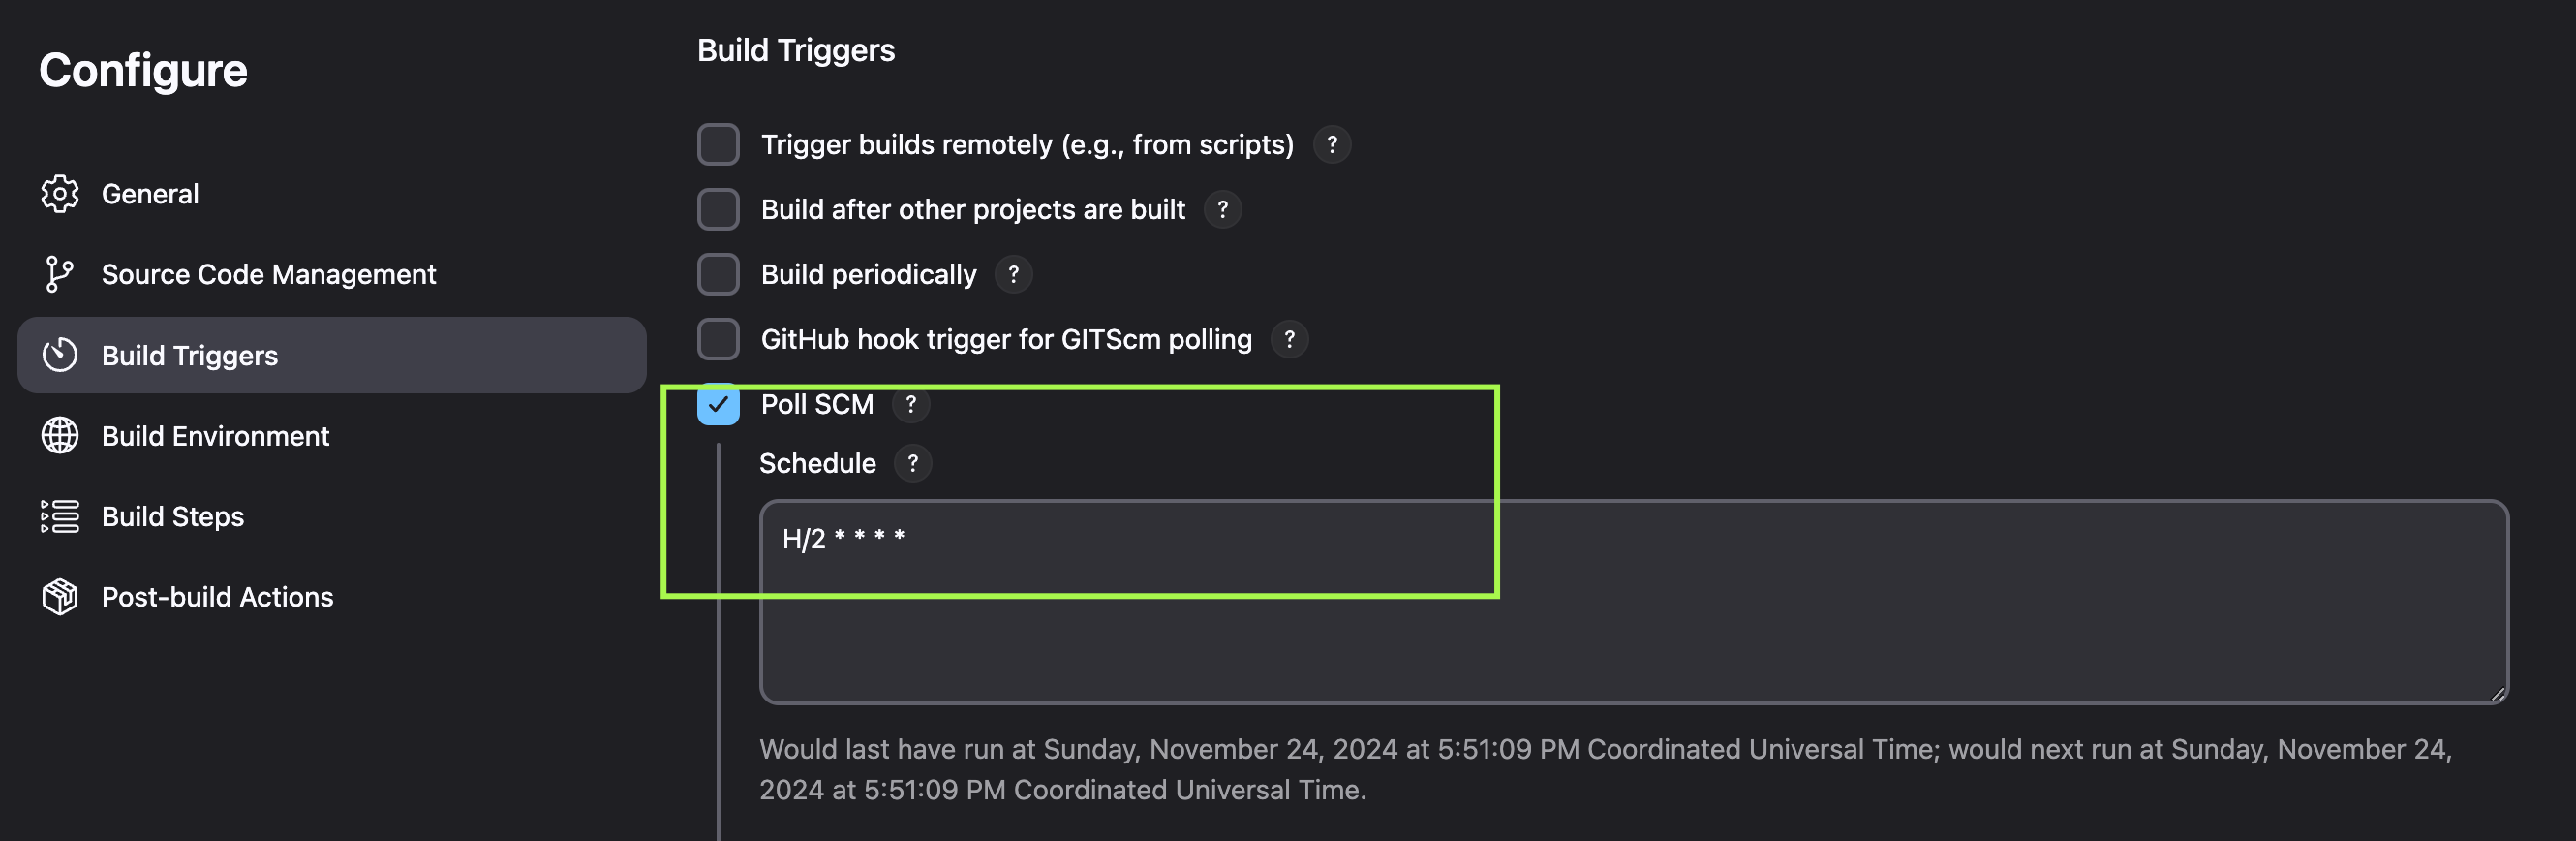 Configure
General
Source Code Management
Build Triggers
Build Environment
Build Steps
Post-build Actions
Build Triggers
Trigger builds remotely (e.g., from scripts) ?
Build after other projects are built ?
Build periodically ?
GitHub hook trigger for GITScm polling ?
Poll SCM ?
Schedule ?
H/2 * * * *
Would last have run at Sunday, November 24, 2024 at 5:51:09 PM Coordinated Universal Time; would next run at Sunday, November 24,
2024 at 5:51:09 PM Coordinated Universal Time.